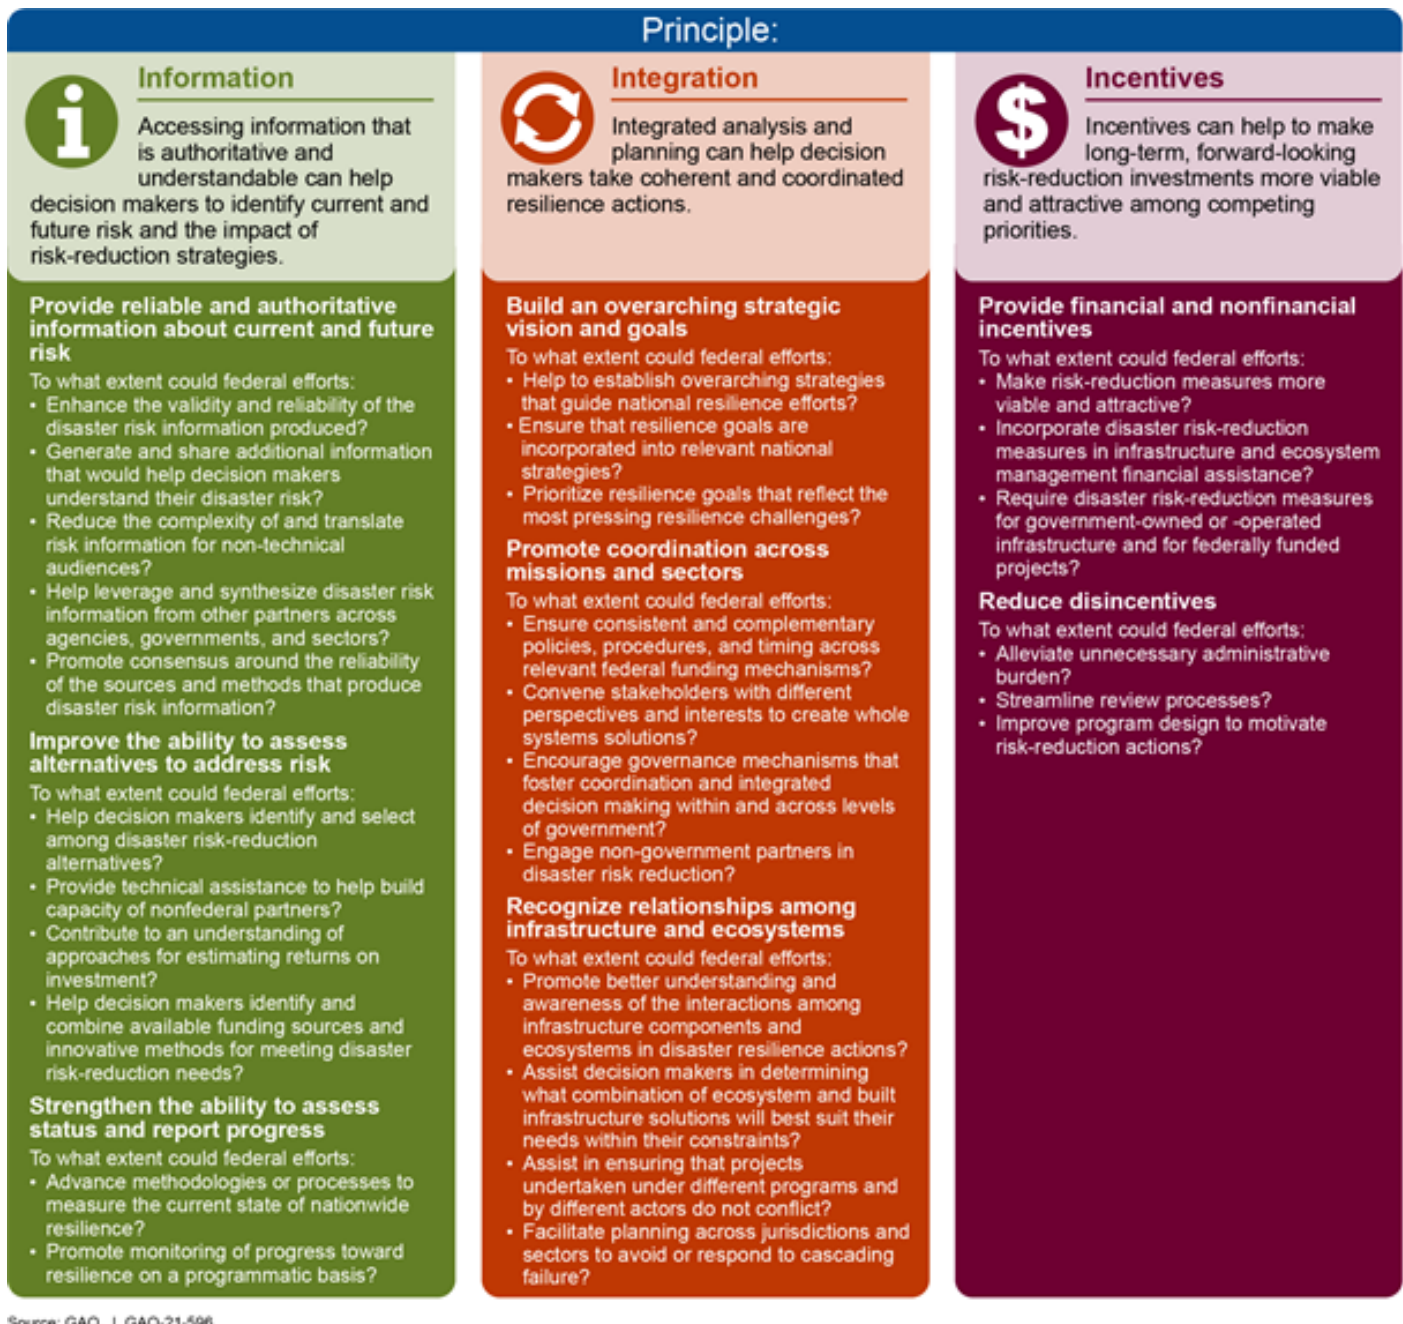 Principle:
Information
Accessing information that
is authoritative and
understandable can help
decision makers to identify current and
future risk and the impact of
risk-reduction strategies.
Provide reliable and authoritative
information about current and future
risk
To what extent could federal efforts:
• Enhance the validity and reliability of the
disaster risk information produced?
• Generate and share additional information
that would help decision makers
understand their disaster risk?
• Reduce the complexity of and translate
risk information for non-technical
audiences?
• Help leverage and synthesize disaster risk
information from other partners across
agencies, governments, and sectors?
• Promote consensus around the reliability
of the sources and methods that produce
disaster risk information?
Improve the ability to assess
alternatives to address risk
To what extent could federal efforts:
• Help decision makers identify and select
among disaster risk-reduction
alternatives?
• Provide technical assistance to help build
capacity of nonfederal partners?
• Contribute to an understanding of
approaches for estimating returns on
investment?
• Help decision makers identify and
combine available funding sources and
innovative methods for meeting disaster
risk-reduction needs?
Strengthen the ability to assess
status and report progress
To what extent could federal efforts:
• Advance methodologies or processes to
measure the current state of nationwide
resilience?
• Promote monitoring of progress toward
resilience on a programmatic basis?
Integration
Integrated analysis and
planning can help decision
makers take coherent and coordinated
resilience actions.
Build an overarching strategic
vision and goals
To what extent could federal efforts:
• Help to establish overarching strategies
that guide national resilience efforts?
• Ensure that resilience goals are
incorporated into relevant national
strategies?
• Prioritize resilience goals that reflect the
most pressing resilience challenges?
Promote coordination across
missions and sectors
To what extent could federal efforts:
• Ensure consistent and complementary
policies, procedures, and timing across
relevant federal funding mechanisms?
• Convene stakeholders with different
perspectives and interests to create whole
systems solutions?
• Encourage governance mechanisms that
foster coordination and integrated
decision making within and across levels
of government?
• Engage non-government partners in
disaster risk reduction?
Recognize relationships among
infrastructure and ecosystems
To what extent could federal efforts:
• Promote better understanding and
awareness of the interactions among
infrastructure components and
ecosystems in disaster resilience actions?
• Assist decision makers in determining
what combination of ecosystem and built
infrastructure solutions will best suit their
needs within their constraints?
• Assist in ensuring that projects
undertaken under different programs and
by different actors do not conflict?
• Facilitate planning across jurisdictions and
sectors to avoid or respond to cascading
failure?
$
Incentives
Incentives can help to make
long-term, forward-looking
risk-reduction investments more viable
and attractive among competing
priorities.
Provide financial and nonfinancial
incentives
To what extent could federal efforts:
• Make risk-reduction measures more
viable and attractive?
• Incorporate disaster risk-reduction
measures in infrastructure and ecosystem
management financial assistance?
• Require disaster risk-reduction measures
for government-owned or -operated
infrastructure and for federally funded
projects?
Reduce disincentives
To what extent could federal efforts:
• Alleviate unnecessary administrative
burden?
• Streamline review processes?
• Improve program design to motivate
risk-reduction actions?
Source: GAO. | GAO-21-596